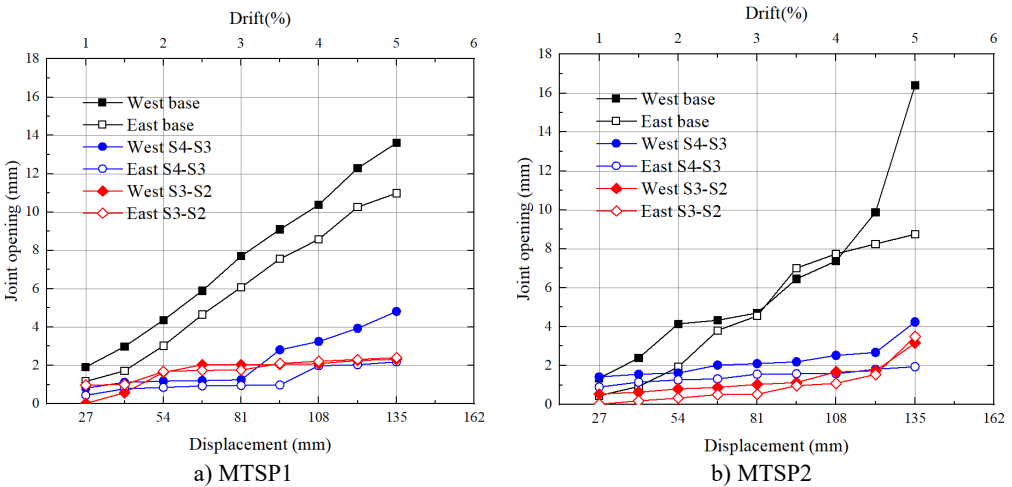 Drift(%)
1 2 3 4 5 6
18
16
14
12
10
8
6
4
2
0
Joint opening (mm)
West base
East base
West S4-S3
East S4-S3
West S3-S2
East S3-S2
27 54 81 108 135 162
Displacement (mm)
a) MTSP1
Drift(%)
1 2 3 4 5 6
18
16
14
12
10
8
6
4
2
0
Joint opening (mm)
West base
East base
West S4-S3
East S4-S3
West S3-S2
East S3-S2
27 54 81 108 135 162
Displacement (mm)
b) MTSP2